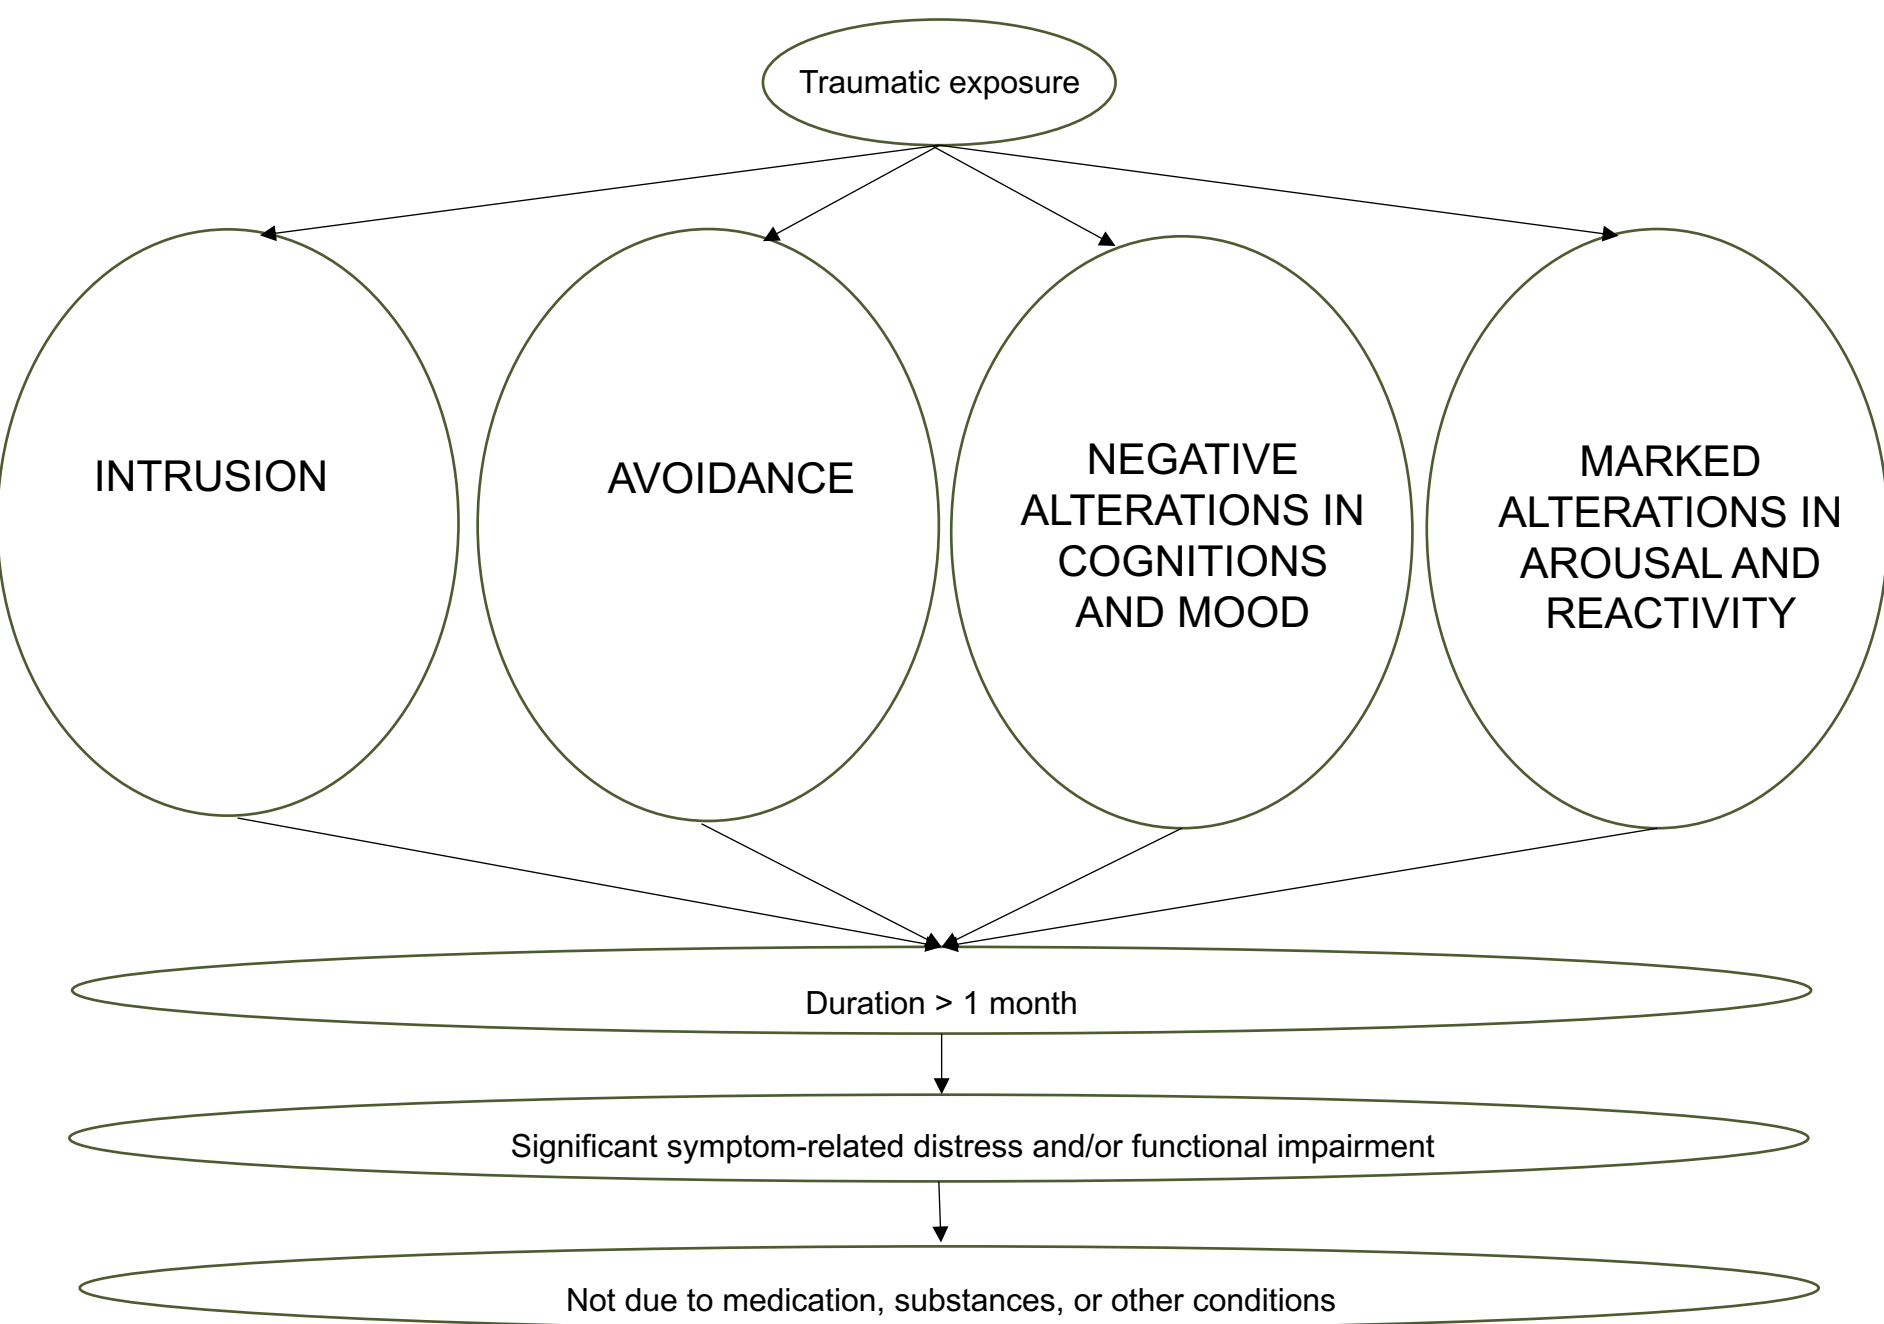 Traumatic exposure
INTRUSION
AVOIDANCE
NEGATIVE
ALTERATIONS IN
COGNITIONS
AND MOOD
MARKED
ALTERATIONS IN
AROUSAL AND
REACTIVITY
Duration > 1 month
Significant symptom-related distress and/or functional impairment
Not due to medication, substances, or other conditions